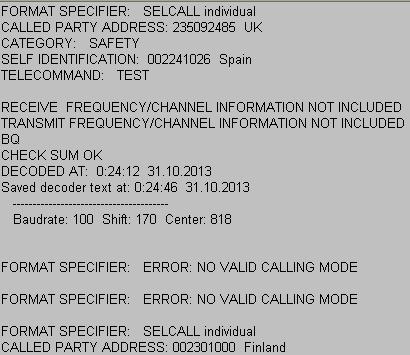 FORMAT SPECIFIER: SELCALL individual
CALLED PARTY ADDRESS: 235092485 UK
CATEGORY: SAFETY
SELF IDENTIFICATION: 002241026 Spain
TELECOMMAND: TEST
RECEIVE FREQUENCY/CHANNEL INFORMATION NOT INCLUDED
TRANSMIT FREQUENCY/CHANNEL INFORMATION NOT INCLUDED
BQ
CHECK SUM OK
DECODED AT: 0:24:12 31.10.2013
Saved decoder text at: 0:24:46 31.10.2013
---------------------------------------
Baudrate: 100 Shift: 170 Center: 818
FORMAT SPECIFIER: ERROR: NO VALID CALLING MODE
FORMAT SPECIFIER: ERROR: NO VALID CALLING MODE
FORMAT SPECIFIER: SELCALL individual
CALLED PARTY ADDRESS: 002301000 Finland